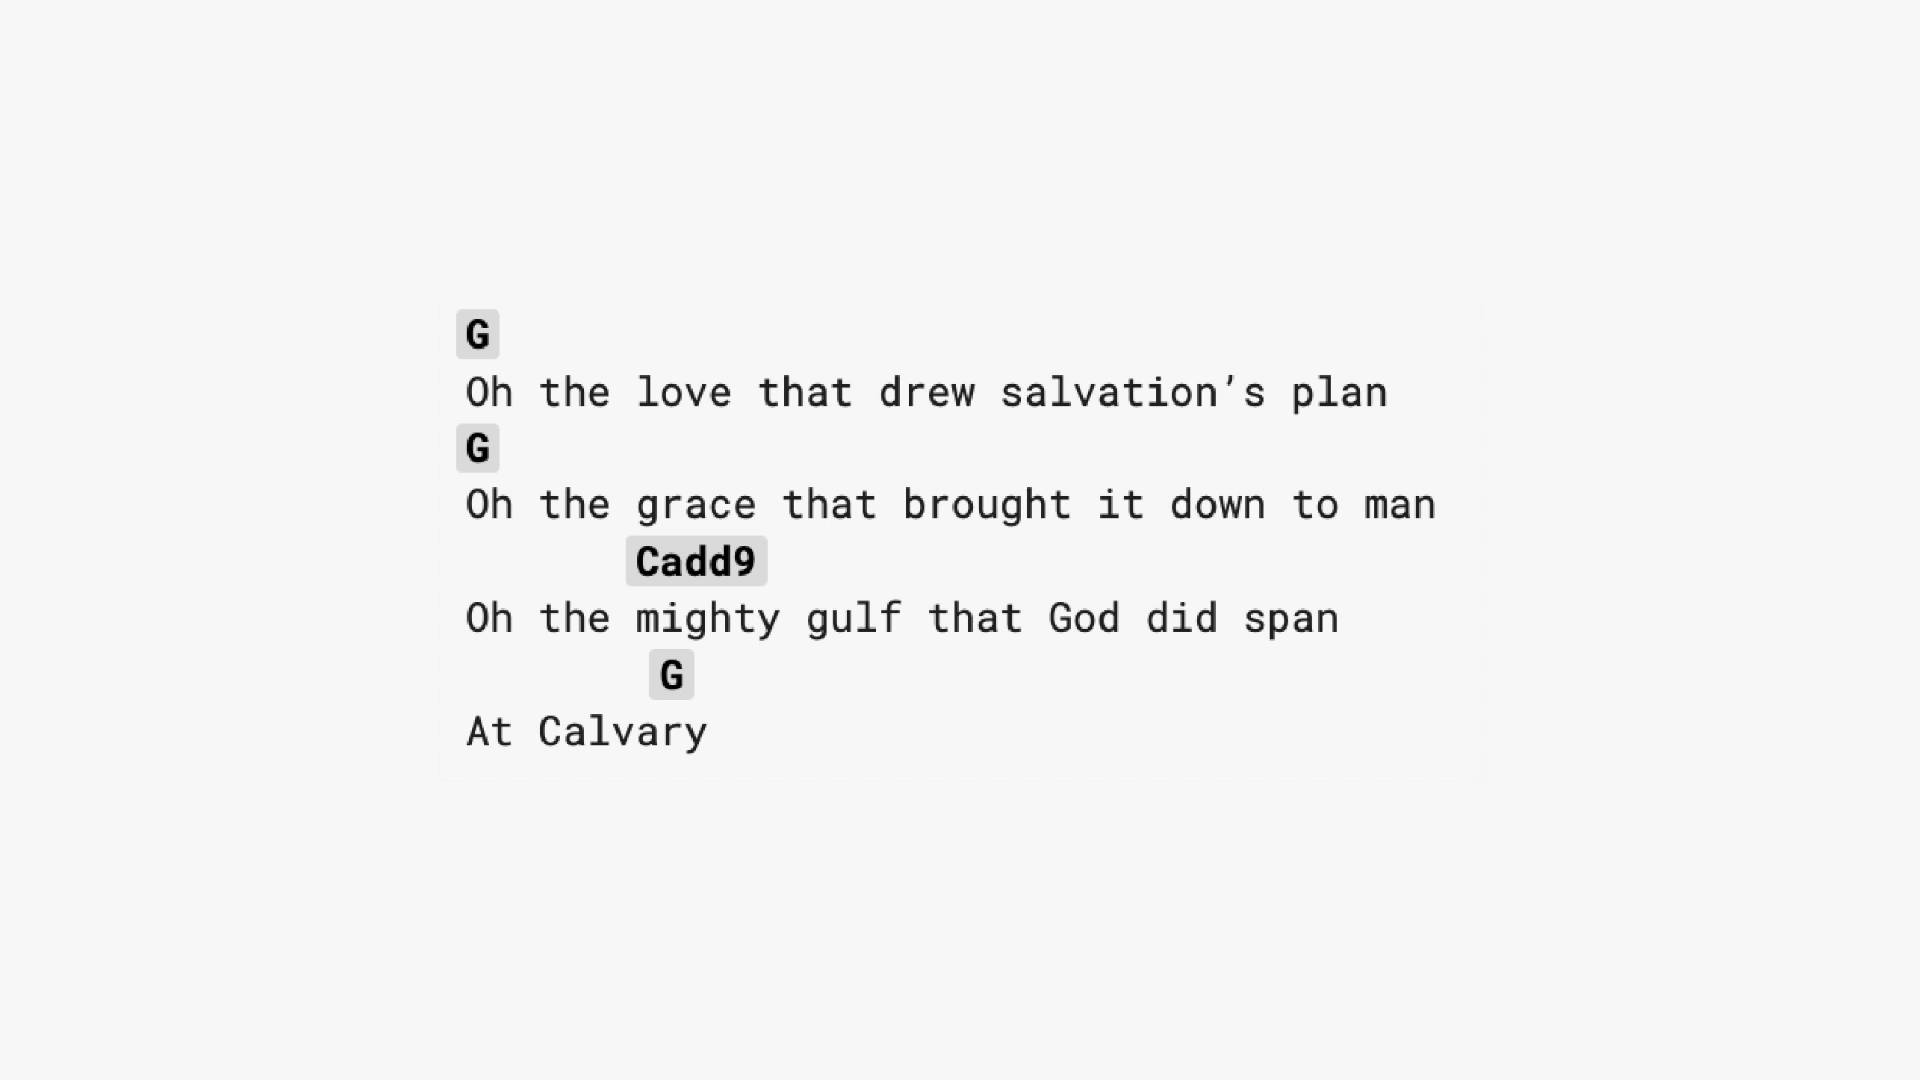 G
Oh the love that drew salvation’s plan
G
Oh the grace that brought it down to man
Cadd9
Oh the mighty gulf that God did span
G
At Calvary